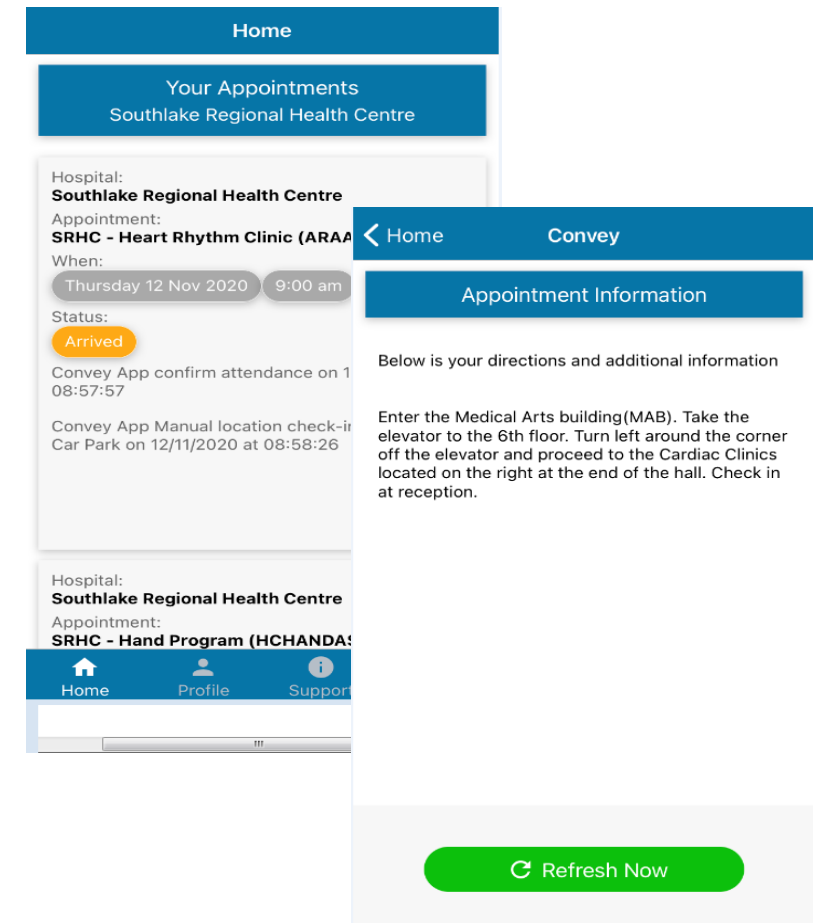 Home
Your Appointments
Southlake Regional Health Centre
Hospital:
Southlake Regional Health Centre
Appointment:
SRHC - Heart Rhythm Clinic (ARAA
When:
Thursday 12 Nov 2020 9:00 am
Status:
Arrived
Convey App confirm attendance on 1
08:57:57
Convey App Manual location check-i
Car Park on 12/11/2020 at 08:58:26
Hospital:
Southlake Regional Health Centre
Appointment:
SRHC - Hand Program (HCHANDAS
Home Profile Support
Home Convey
Appointment Information
Below is your directions and additional information
Enter the Medical Arts building(MAB). Take the
elevator to the 6th floor. Turn left around the corner
off the elevator and proceed to the Cardiac Clinics
located on the right at the end of the hall. Check in
at reception.
Refresh Now